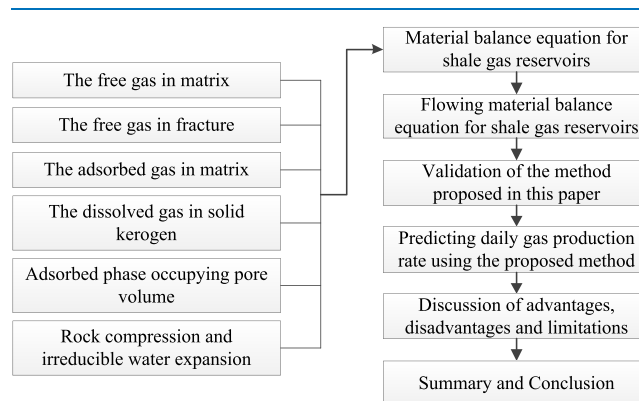 The free gas in matrix
The free gas in fracture
The adsorbed gas in matrix
The dissolved gas in solid
kerogen
Adsorbed phase occupying pore
volume
Rock compression and
irreducible water expansion
Material balance equation for
shale gas reservoirs
Flowing material balance
equation for shale gas reservoirs
Validation of the method
proposed in this paper
Predicting daily gas production
rate using the proposed method
Discussion of advantages,
disadvantages and limitations
Summary and Conclusion